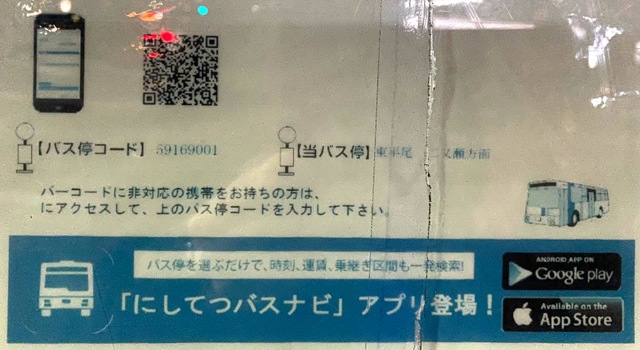 【バス停コード】 59169001
【当バス停】東平尾 二又瀬方面
バーコードに非対応の携帯をお持ちの方は、
にアクセスして、上のバス停コードを入力して下さい。
バス停を選ぶだけで、時刻、運賃、乗継ぎ区間も一発検索!
「にしてつバスナビ」アプリ登場!
ANDROID APP ON
Google play
Available on the
App Store